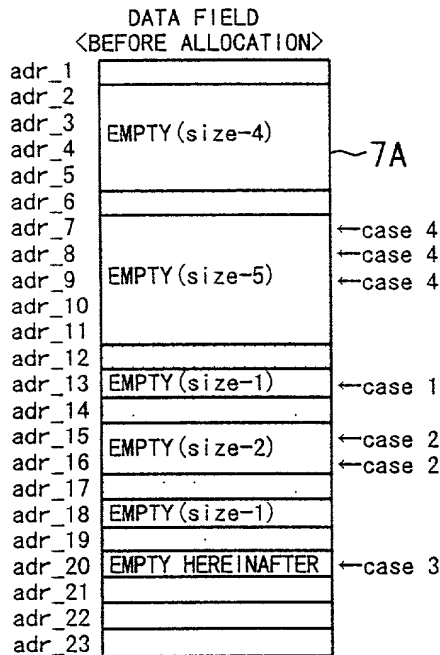 DATA FIELD
<BEFORE ALLOCATION>
adr_1
adr_2
adr_3
EMPTY(size-4)
adr_4
7A
adr_5
adr_6
adr_7
←case 4
adr_8
←case 4
adr_9
EMPTY(size-5)
←case 4
adr_10
adr_11
adr_12
adr_13 EMPTY(size-1) ←case 1
adr_14
adr_15
EMPTY(size-2)
←case 2
adr_16
←case 2
adr_17
adr_18 EMPTY(size-1)
adr_19
adr_20 EMPTY HEREINAFTER ←case 3
adr_21
adr_22
adr_23